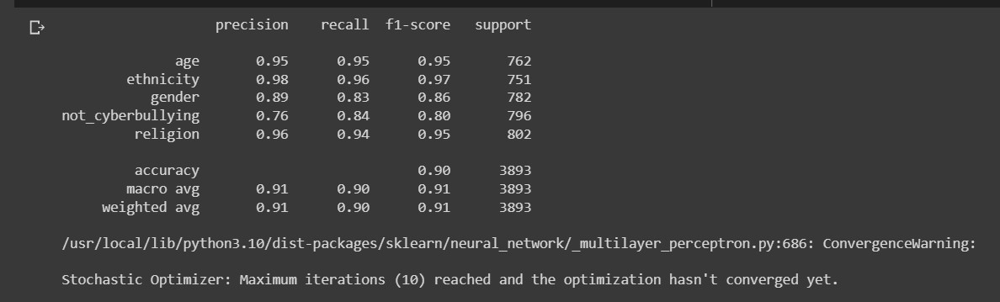 precision recall f1-score support
age 0.95 0.95 0.95 762
ethnicity 0.98 0.96 0.97 751
gender 0.89 0.83 0.86 782
not_cyberbullying 0.76 0.84 0.80 796
religion 0.96 0.94 0.95 802
accuracy 0.90 3893
macro avg 0.91 0.90 0.91 3893
weighted avg 0.91 0.90 0.91 3893
/usr/local/lib/python3.10/dist-packages/sklearn/neural_network/_multilayer_perceptron.py:686: ConvergenceWarning:
Stochastic Optimizer: Maximum iterations (10) reached and the optimization hasn't converged yet.